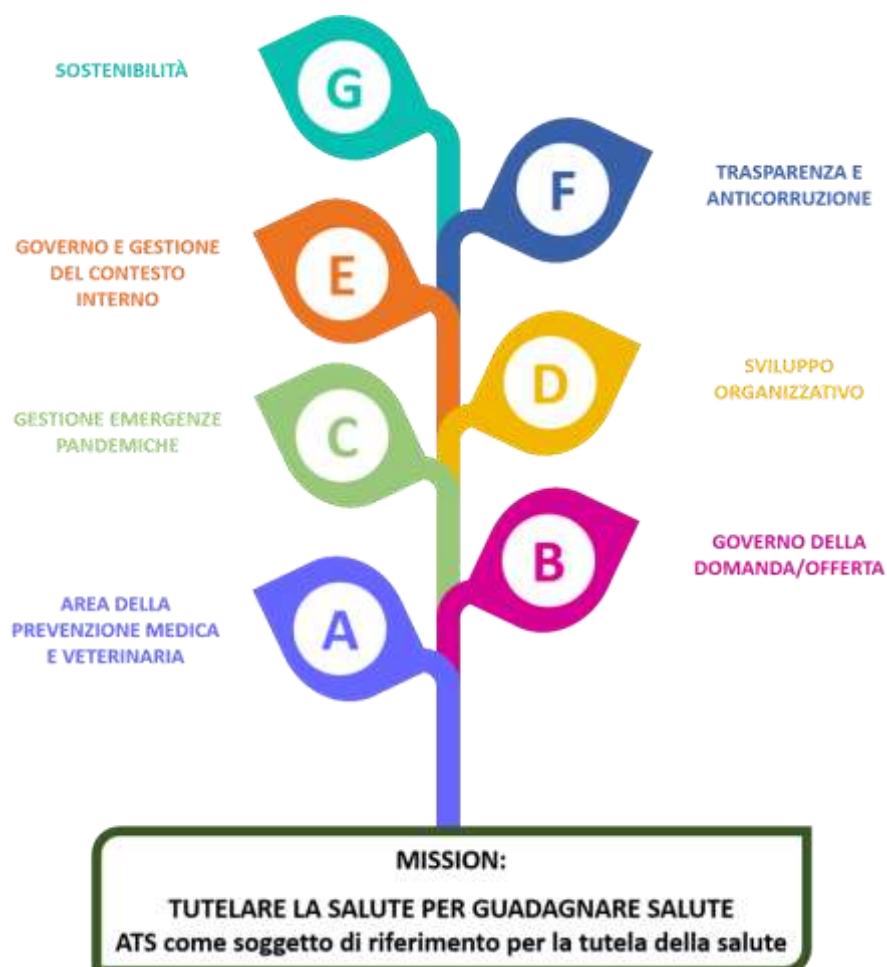 SOSTENIBILITÀ
G
F
TRASPARENZA E
ANTICORRUZIONE
GOVERNO E GESTIONE
DEL CONTESTO
INTERNO
E
D
SVILUPPO
ORGANIZZATIVO
GESTIONE EMERGENZE
PANDEMICHE
C
B
GOVERNO DELLA
DOMANDA/OFFERTA
AREA DELLA
PREVENZIONE MEDICA
E VETERINARIA
A
MISSION:
TUTELARE LA SALUTE PER GUADAGNARE SALUTE
ATS come soggetto di riferimento per la tutela della salute